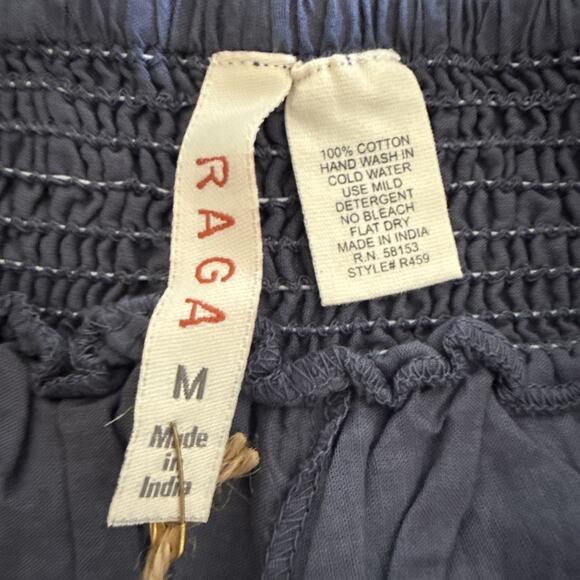 RAGA
M
Made
in
India
100% COTTON
HAND WASH IN
COLD WATER
USE MILD
DETERGENT
NO BLEACH
FLAT DRY
MADE IN INDIA
R.N. 58153
STYLE# R459